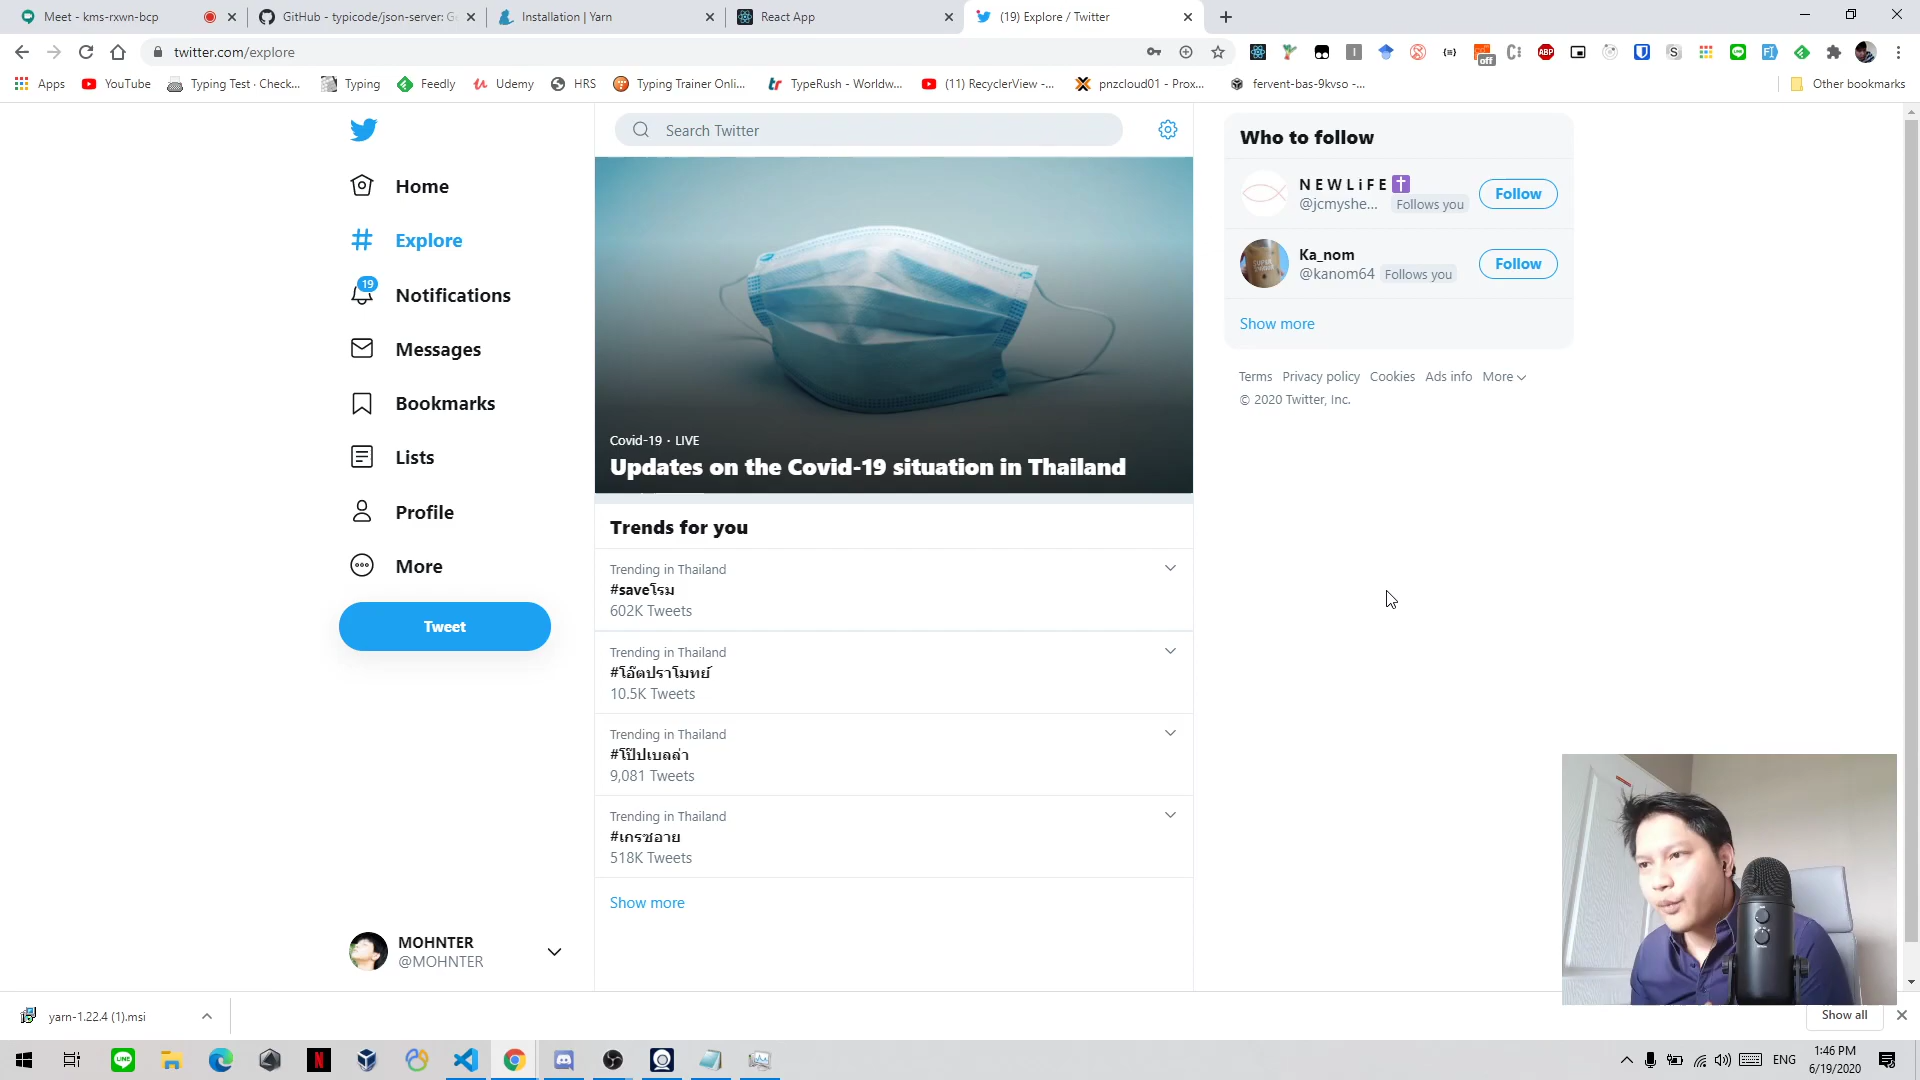 Meet - kms-rxwn-bcp
GitHub - typicode/json-server: G
Installation | Yarn
React App
(19) Explore / Twitter
twitter.com/explore
off
ABP
Apps
YouTube
Typing Test · Check...
Typing
Feedly
Udemy
HRS
Typing Trainer Onli...
TypeRush - Worldw...
(11) RecyclerView -...
pnzcloud01 - Prox...
fervent-bas-9kvso -...
Other bookmarks
Home
Explore
19
Notifications
Messages
Bookmarks
Lists
Profile
More
Tweet
MOHNTER
@MOHNTER
Search Twitter
Covid-19 · LIVE
Updates on the Covid-19 situation in Thailand
Trends for you
Trending in Thailand
#saveโรม
602K Tweets
Trending in Thailand
#โอ๊ตปราโมทย์
10.5K Tweets
Trending in Thailand
#โป๊ปเบลล่า
9,081 Tweets
Trending in Thailand
#เกรซอาย
518K Tweets
Show more
Who to follow
N E W L i F E ✝
@jcmyshe... Follows you
Follow
Ka_nom
@kanom64 Follows you
Follow
Show more
Terms Privacy policy Cookies Ads info More
© 2020 Twitter, Inc.
yarn-1.22.4 (1).msi
Show all
LINE
ENG
1:46 PM
6/19/2020